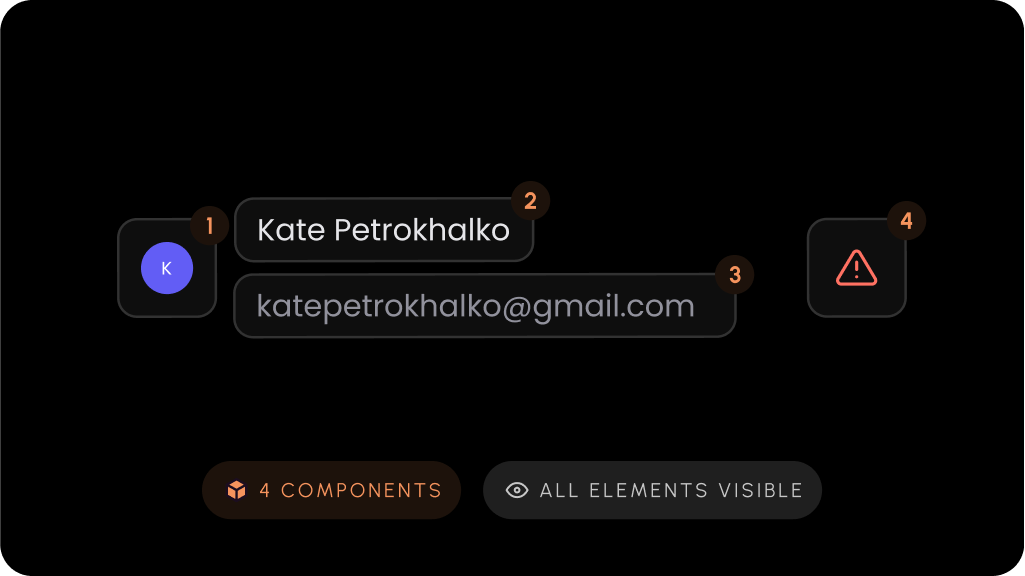 1
K
2
Kate Petrokhalko
3
katepetrokhalko@gmail.com
4
4 COMPONENTS
ALL ELEMENTS VISIBLE